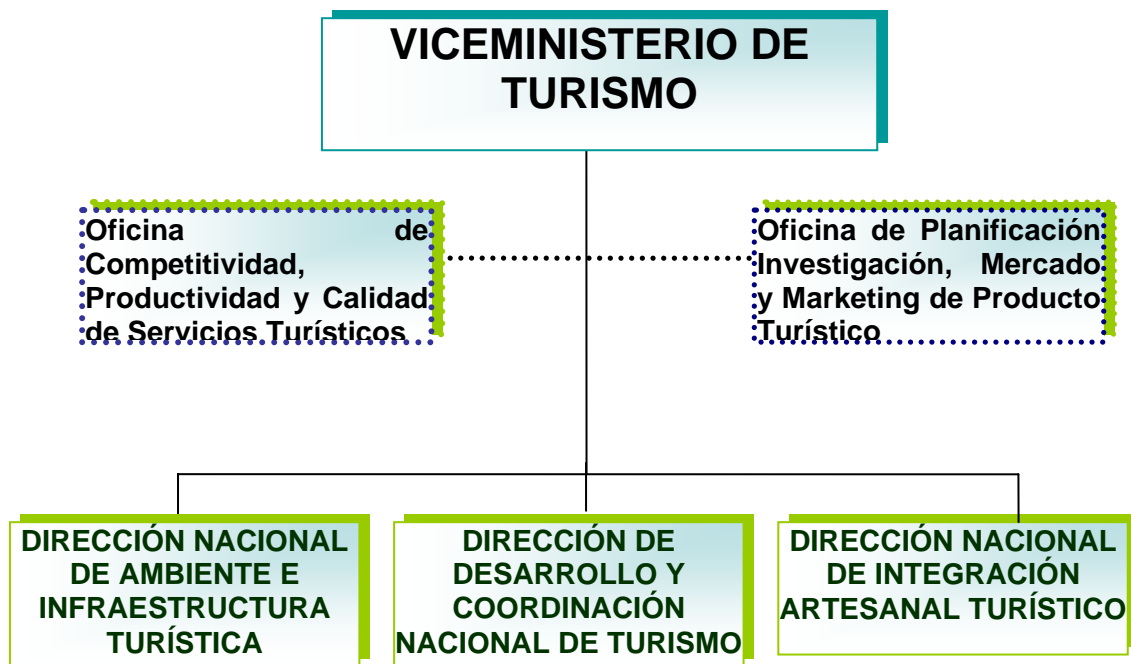 VICEMINISTERIO DE
TURISMO
Oficina de
Competitividad,
Productividad y Calidad
de Servicios Turísticos
Oficina de Planificación
Investigación, Mercado
y Marketing de Producto
Turístico
DIRECCIÓN NACIONAL
DE AMBIENTE E
INFRAESTRUCTURA
TURÍSTICA
DIRECCIÓN DE
DESARROLLO Y
COORDINACIÓN
NACIONAL DE TURISMO
DIRECCIÓN NACIONAL
DE INTEGRACIÓN
ARTESANAL TURÍSTICO